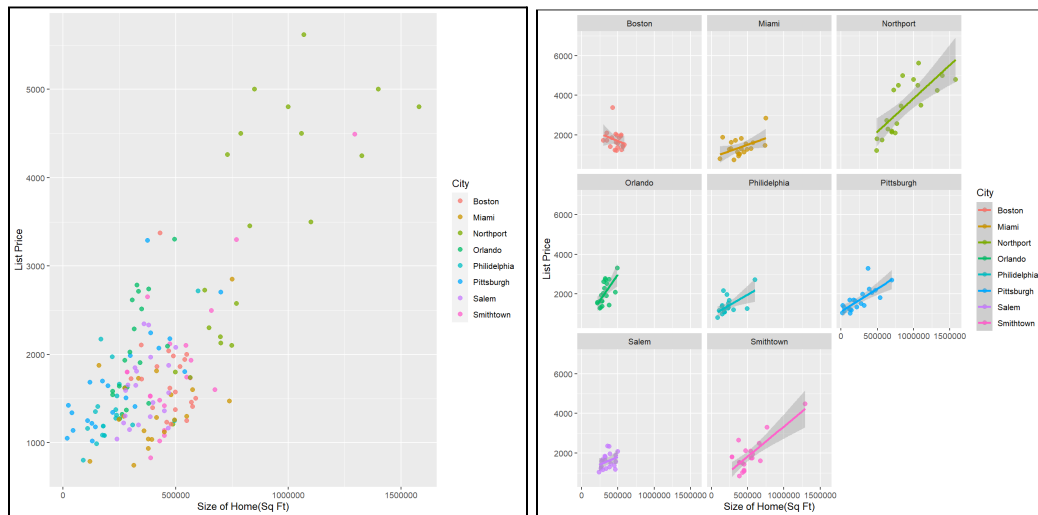 5000
4000
3000
2000
1000
0
500000
1000000
1500000
Size of Home(Sq Ft)
List Price
City
Boston
Miami
Northport
Orlando
Philidelphia
Pittsburgh
Salem
Smithtown
Boston
Miami
Northport
6000
4000
2000
0
Orlando
Philidelphia
Pittsburgh
6000
4000
2000
0
0
500000
1000000
1500000
Salem
Smithtown
6000
4000
2000
0
0
500000
1000000
1500000
0
500000
1000000
1500000
Size of Home(Sq Ft)
List Price
City
Boston
Miami
Northport
Orlando
Philidelphia
Pittsburgh
Salem
Smithtown